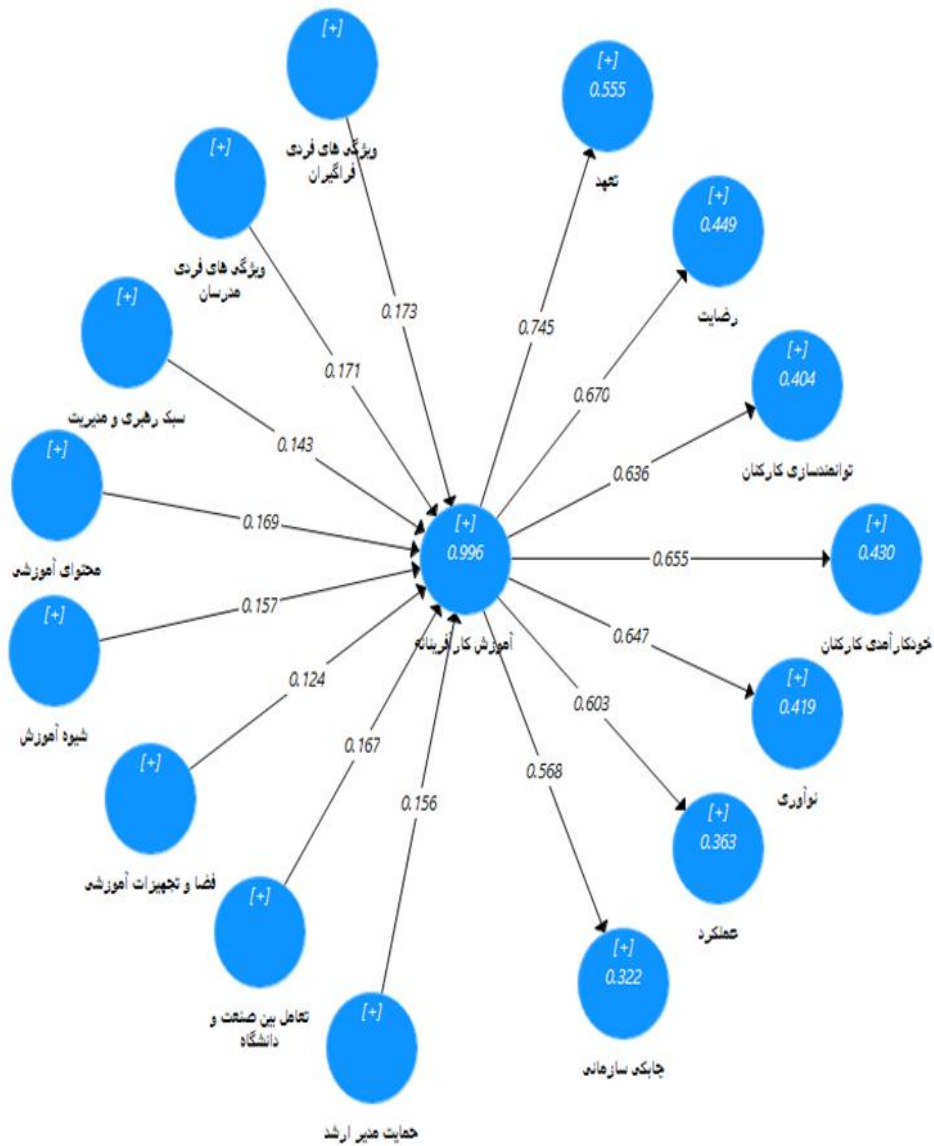 [+]
ویژگی های فردی
فراگیران
[+]
ویژگی های فردی
مدرسان
[+]
سبک رهبری و مدیریت
[+]
محتوای آموزشی
[+]
شیوه آموزش
[+]
فضا و تجهیزات آموزشی
[+]
تعامل بین صنعت و
دانشگاه
[+]
حمایت مدیر ارشد
0.173
0.171
0.143
0.169
0.157
0.124
0.167
0.156
[+]
0.996
آموزش کارآفرینانه
0.745
0.670
0.636
0.655
0.647
0.603
0.568
[+]
0.555
تعهد
[+]
0.449
رضایت
[+]
0.404
توانمندسازی کارکنان
[+]
0.430
خودکارآمدی کارکنان
[+]
0.419
نوآوری
[+]
0.363
عملکرد
[+]
0.322
چابکی سازمانی